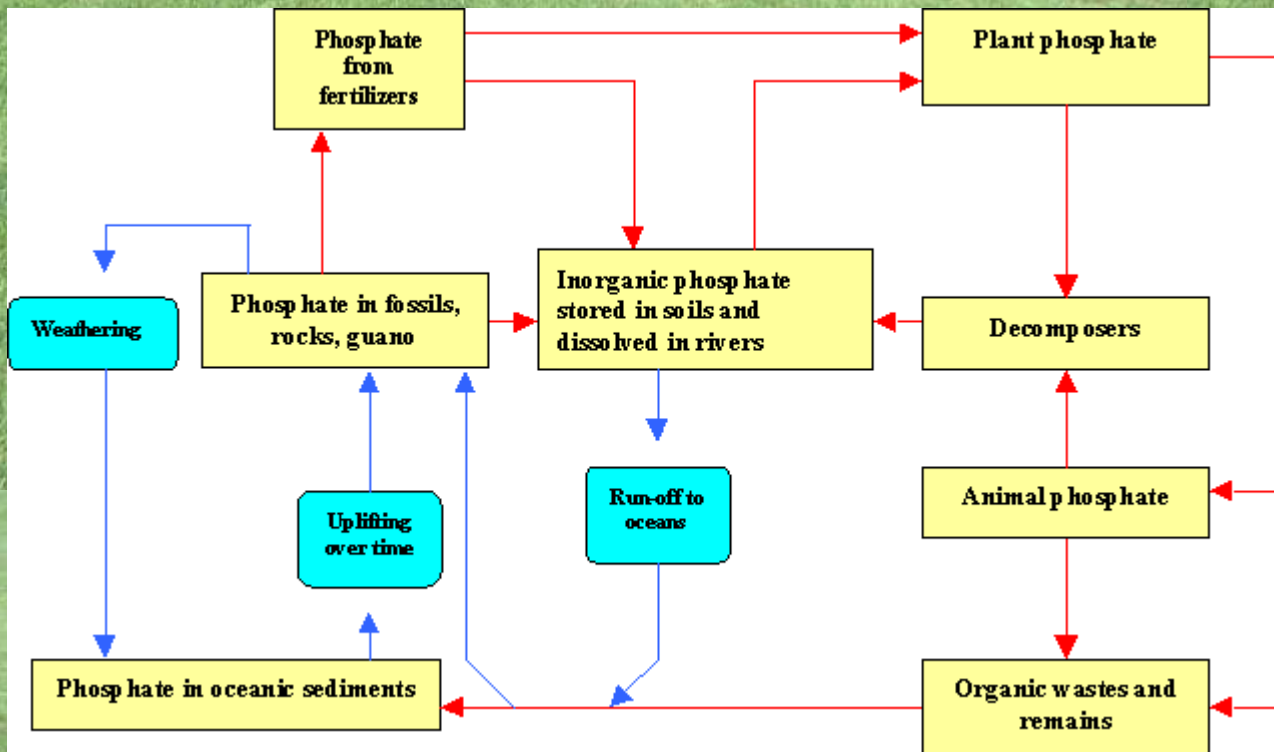 Phosphate
from
fertilizers
Plant phosphate
Weathering
Phosphate in fossils,
rocks, guano
Inorganic phosphate
stored in soils and
dissolved in rivers
Decomposers
Uplifting
over time
Run-off to
oceans
Animal phosphate
Phosphate in oceanic sediments
Organic wastes and
remains